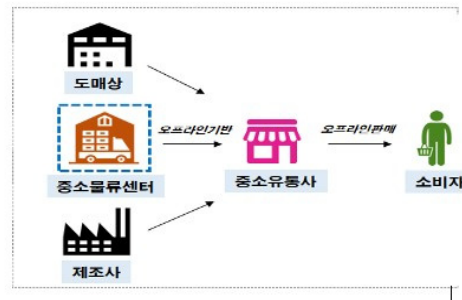 도매상
오프라인기반
오프라인판매
중소물류센터
중소유통사
소비자
제조사